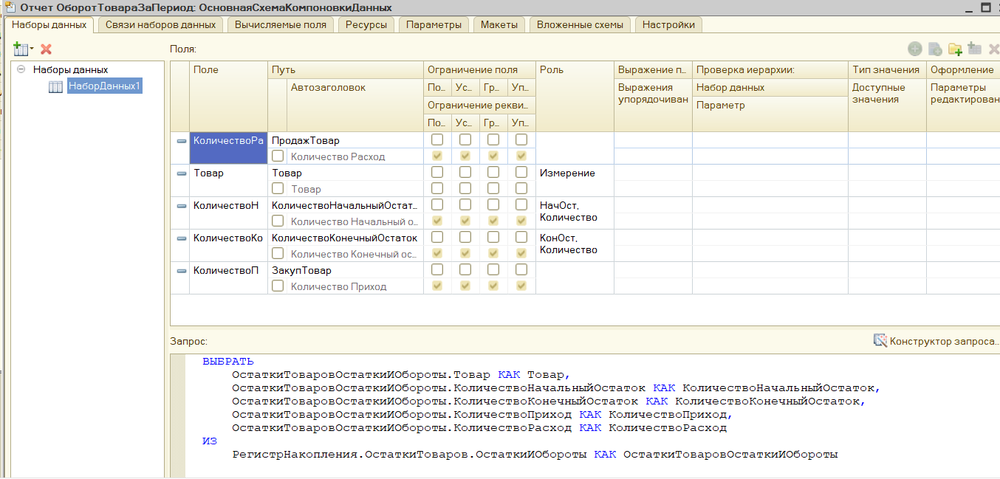 Отчет ОборотТовараЗаПериод: ОсновнаяСхемаКомпоновкиДанных
Наборы данных Связи наборов данных Вычисляемые поля Ресурсы Параметры Макеты Вложенные схемы Настройки
Поля:
Наборы данных
НаборДанных1
Поле Путь Ограничение поля Роль Выражение п... Проверка иерархии: Тип значения Оформление
Автозаголовок По... Ус... Гр... Уп... Выражения упорядочиван Набор данных Доступные значения Параметры редактирован
Ограничение рекви... Параметр
По... Ус... Гр... Уп...
КоличествоРа ПродажТовар
Количество Расход
Товар Товар Измерение
Товар
КоличествоН КоличествоНачальныйОстат... НачОст,
Количество Начальный о... Количество
КоличествоКо КоличествоКонечныйОстаток КонОст,
Количество Конечный ос... Количество
КоличествоП ЗакупТовар
Количество Приход
Запрос: Конструктор запроса...
ВЫБРАТЬ
ОстаткиТоваровОстаткиИОбороты.Товар КАК Товар,
ОстаткиТоваровОстаткиИОбороты.КоличествоНачальныйОстаток КАК КоличествоНачальныйОстаток,
ОстаткиТоваровОстаткиИОбороты.КоличествоКонечныйОстаток КАК КоличествоКонечныйОстаток,
ОстаткиТоваровОстаткиИОбороты.КоличествоПриход КАК КоличествоПриход,
ОстаткиТоваровОстаткиИОбороты.КоличествоРасход КАК КоличествоРасход
ИЗ
РегистрНакопления.ОстаткиТоваров.ОстаткиИОбороты КАК ОстаткиТоваровОстаткиИОбороты